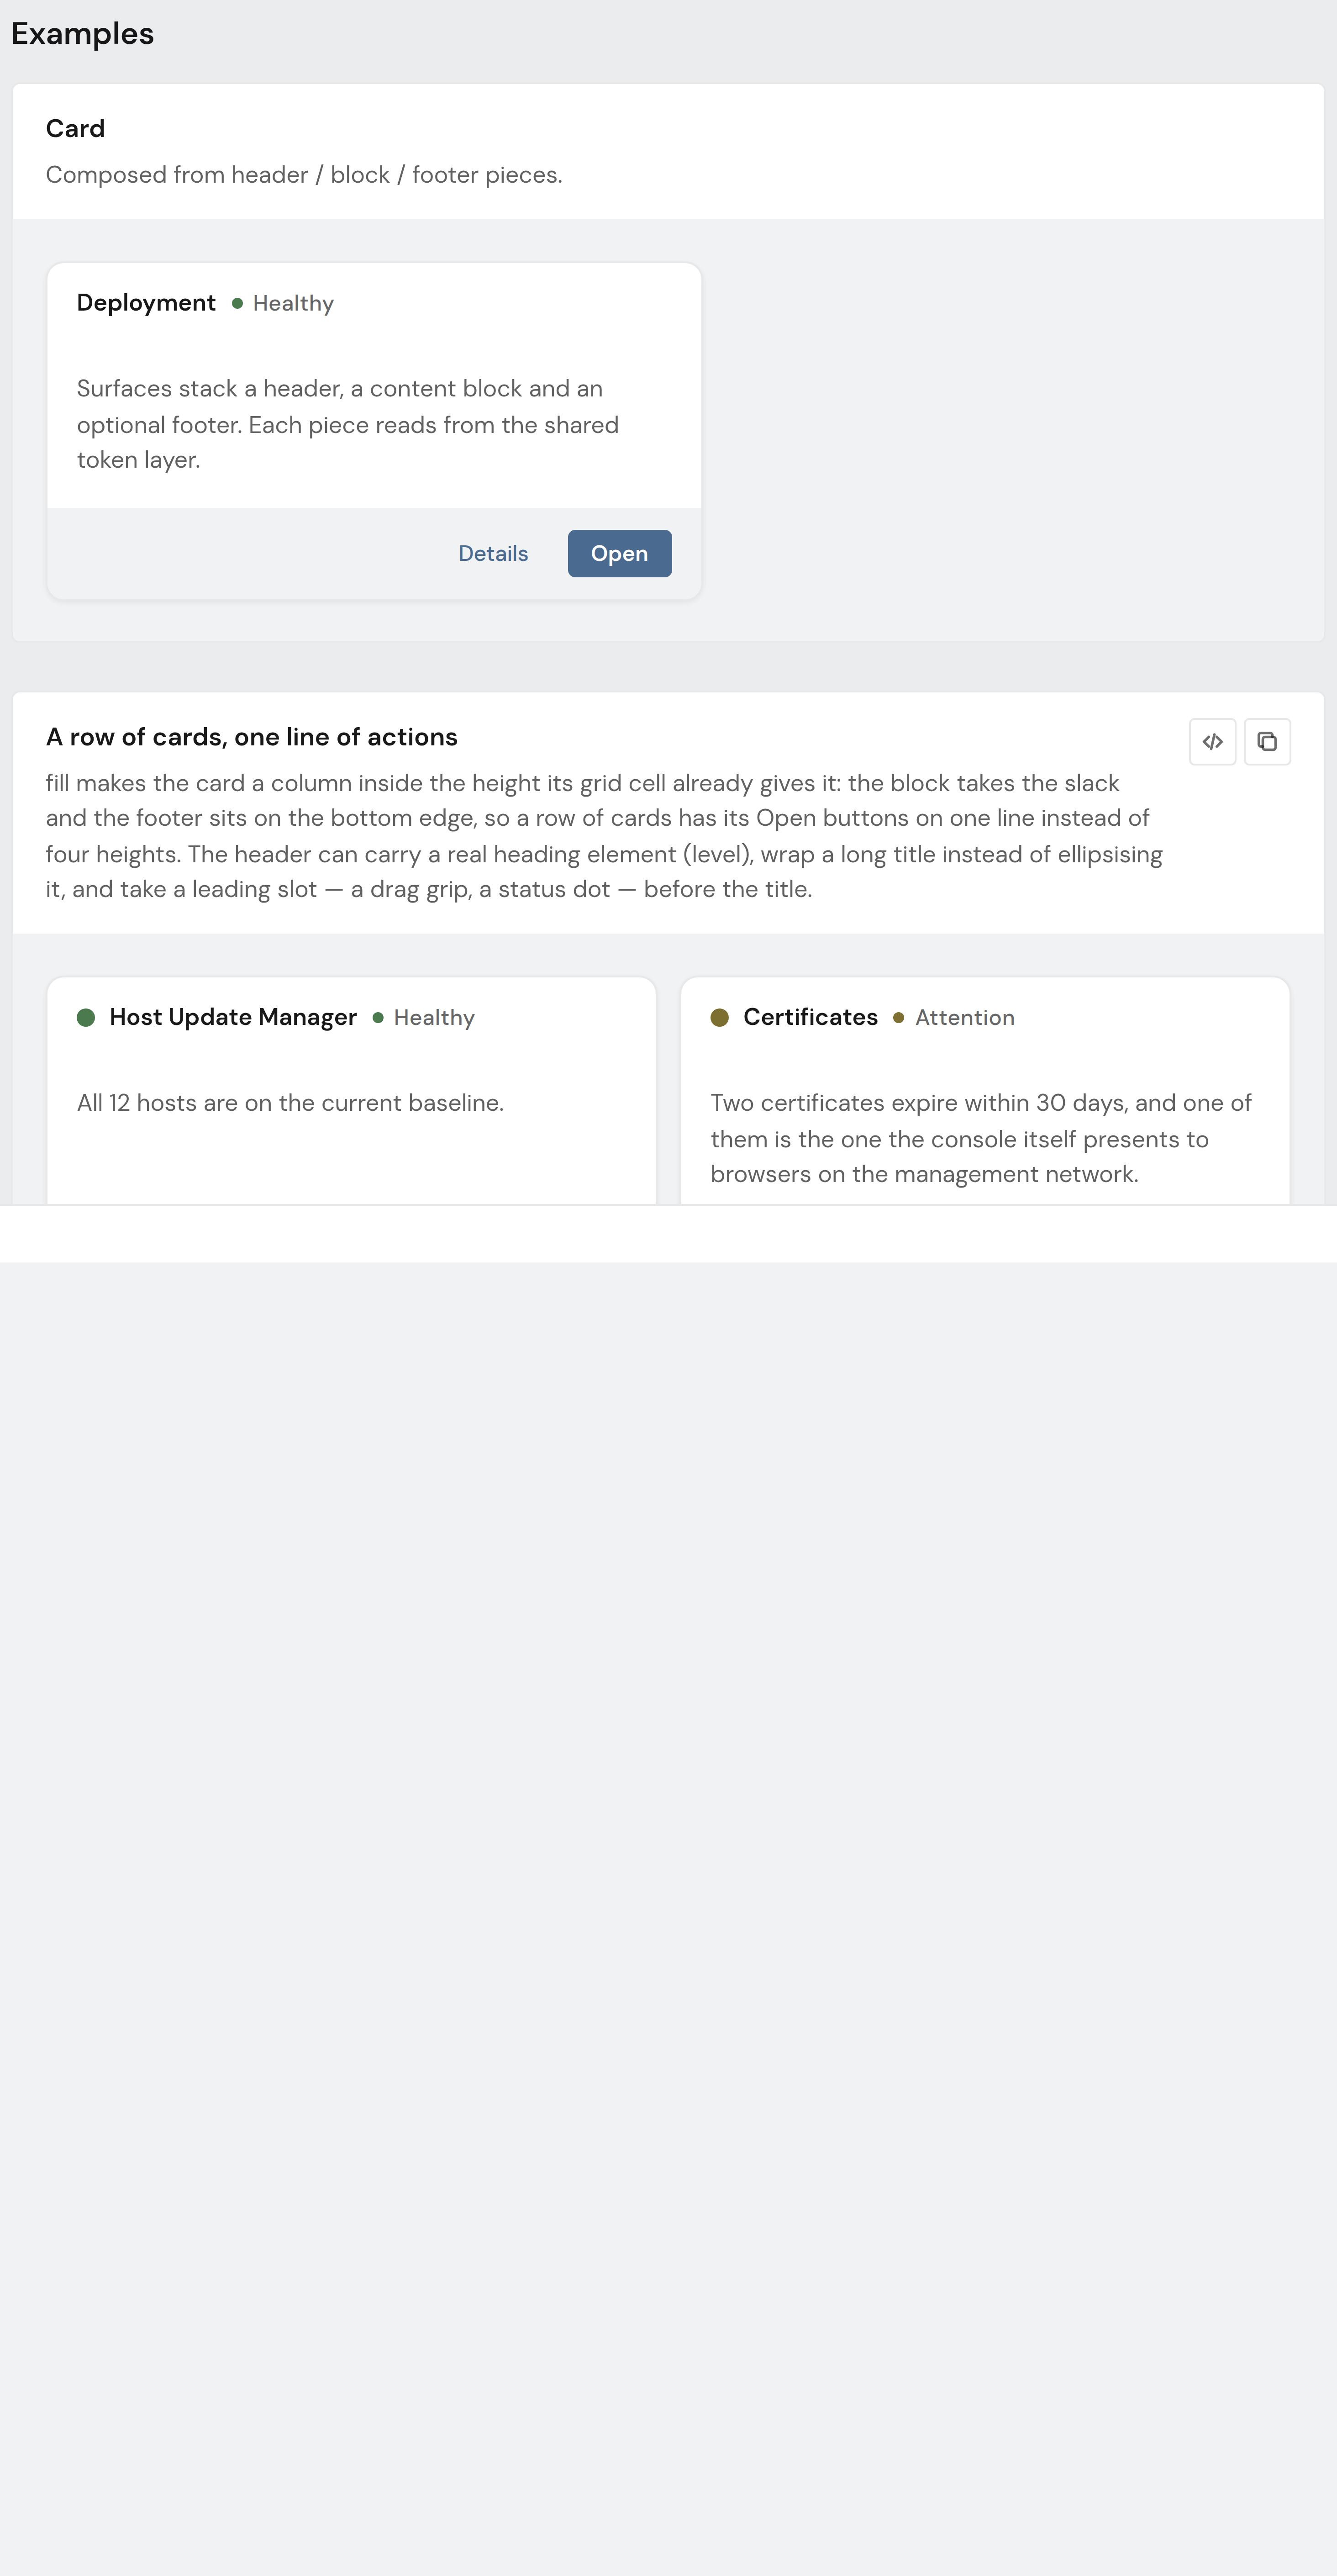 Examples
Card
Composed from header / block / footer pieces.
Deployment Healthy
Surfaces stack a header, a content block and an
optional footer. Each piece reads from the shared
token layer.
Details Open
A row of cards, one line of actions
fill makes the card a column inside the height its grid cell already gives it: the block takes the slack
and the footer sits on the bottom edge, so a row of cards has its Open buttons on one line instead of
four heights. The header can carry a real heading element (level), wrap a long title instead of ellipsising
it, and take a leading slot — a drag grip, a status dot — before the title.
Host Update Manager Healthy
All 12 hosts are on the current baseline.
Certificates Attention
Two certificates expire within 30 days, and one of
them is the one the console itself presents to
browsers on the management network.